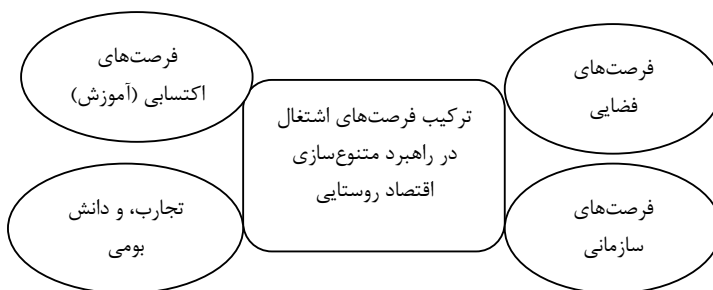 فرصت‌های
فضایی
فرصت‌های
اکتسابی (آموزش)
ترکیب فرصت‌های اشتغال
در راهبرد متنوع‌سازی
اقتصاد روستایی
فرصت‌های
سازمانی
تجارب، و دانش
بومی